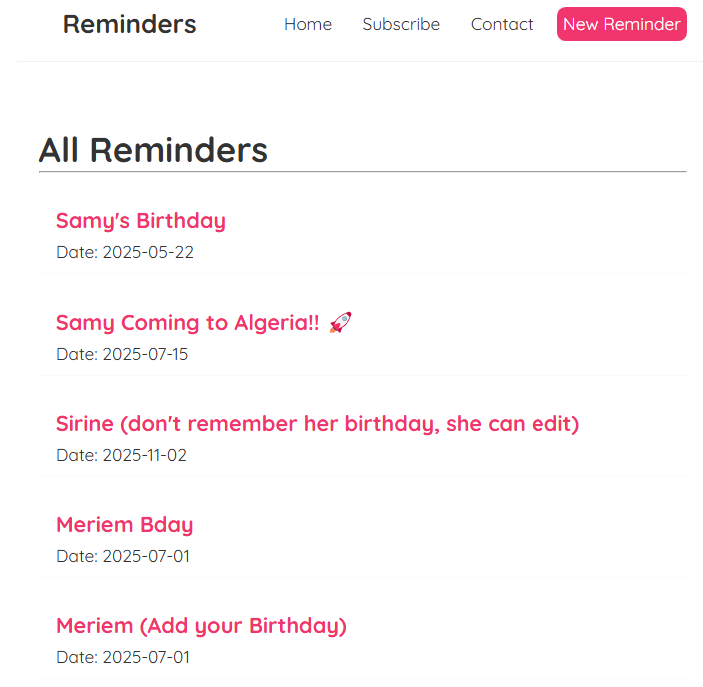 Reminders Home Subscribe Contact New Reminder
All Reminders
Samy's Birthday
Date: 2025-05-22
Samy Coming to Algeria!! 🚀
Date: 2025-07-15
Sirine (don't remember her birthday, she can edit)
Date: 2025-11-02
Meriem Bday
Date: 2025-07-01
Meriem (Add your Birthday)
Date: 2025-07-01